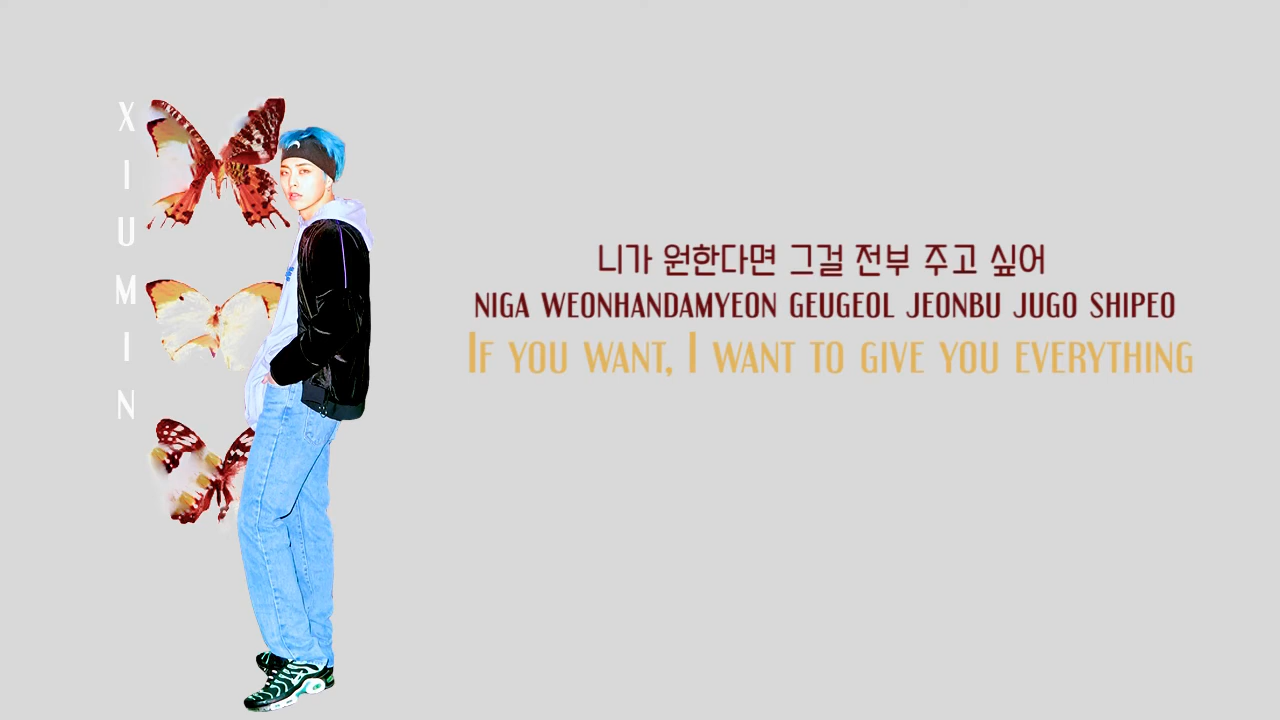 XIUMIN
니가 원한다면 그걸 전부 주고 싶어
NIGA WEONHANDAMYEON GEUGEOL JEONBU JUGO SHIPEO
IF YOU WANT, I WANT TO GIVE YOU EVERYTHING